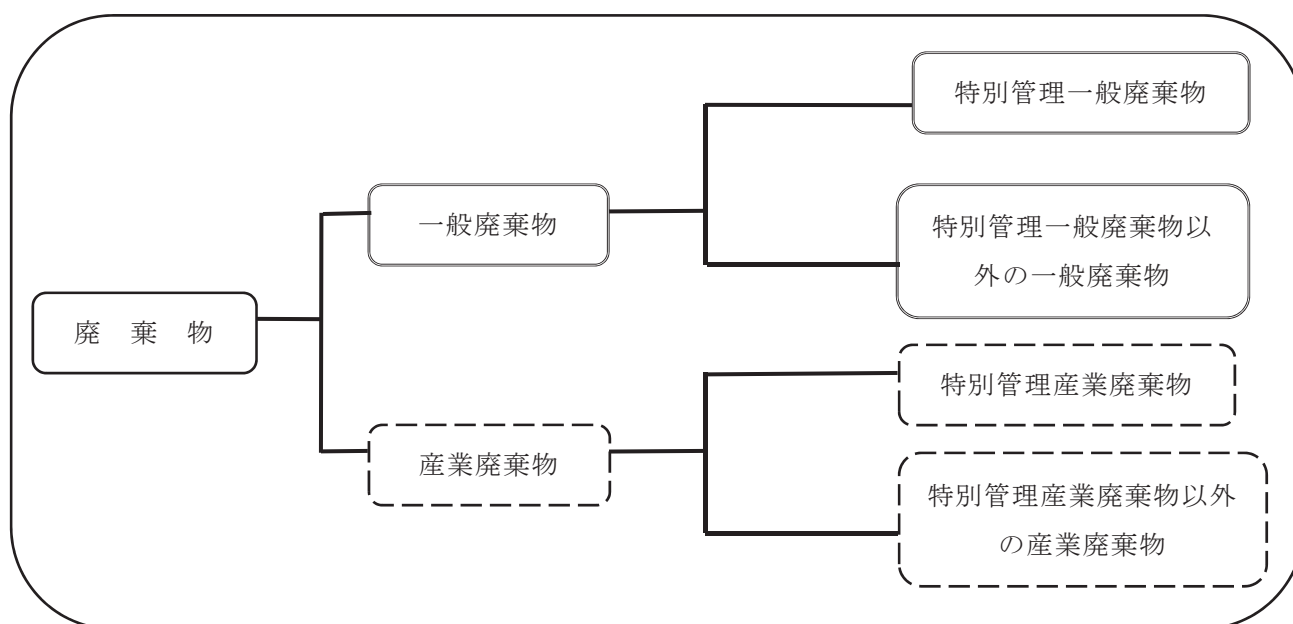 特別管理一般廃棄物
一般廃棄物
特別管理一般廃棄物以
外の一般廃棄物
廃　棄　物
特別管理産業廃棄物
産業廃棄物
特別管理産業廃棄物以外
の産業廃棄物